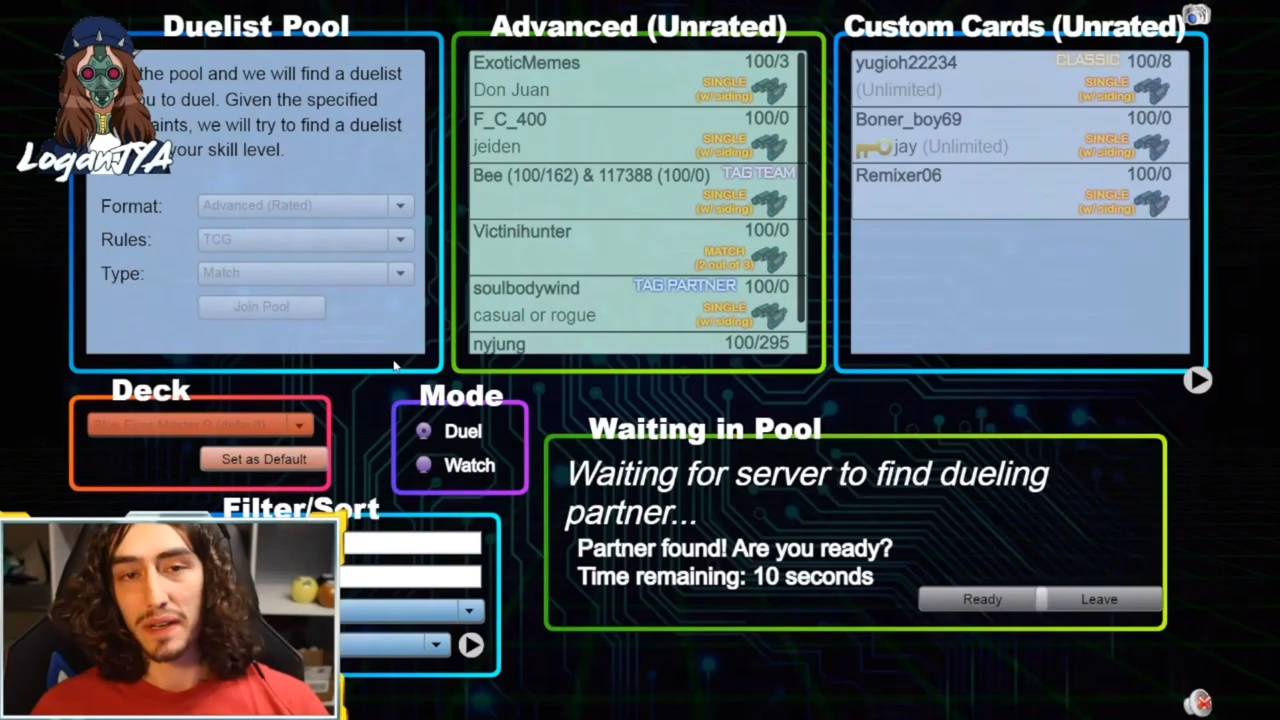 Duelist Pool
the pool and we will find a duelist
ou to duel. Given the specified
aints, we will try to find a duelist
your skill level.
LoganJYA
Format: Advanced (Rated)
Rules: TCG
Type: Match
Join Pool
Advanced (Unrated)
ExoticMemes 100/3
Don Juan SINGLE
(w/ siding)
F_C_400 100/0
jeiden SINGLE
(w/ siding)
Bee (100/162) & 117388 (100/0) TAG TEAM
SINGLE
(w/ siding)
Victinihunter 100/0
MATCH
(2 out of 3)
soulbodywind TAG PARTNER 100/0
casual or rogue SINGLE
(w/ siding)
nyjung 100/295
Custom Cards (Unrated)
yugioh22234 CLASSIC 100/8
(Unlimited) SINGLE
(w/ siding)
Boner_boy69 100/0
jay (Unlimited) SINGLE
(w/ siding)
Remixer06 100/0
SINGLE
(w/ siding)
Deck
Set as Default
Mode
Duel
Watch
Filter/Sort
Waiting in Pool
Waiting for server to find dueling
partner...
Partner found! Are you ready?
Time remaining: 10 seconds
Ready Leave